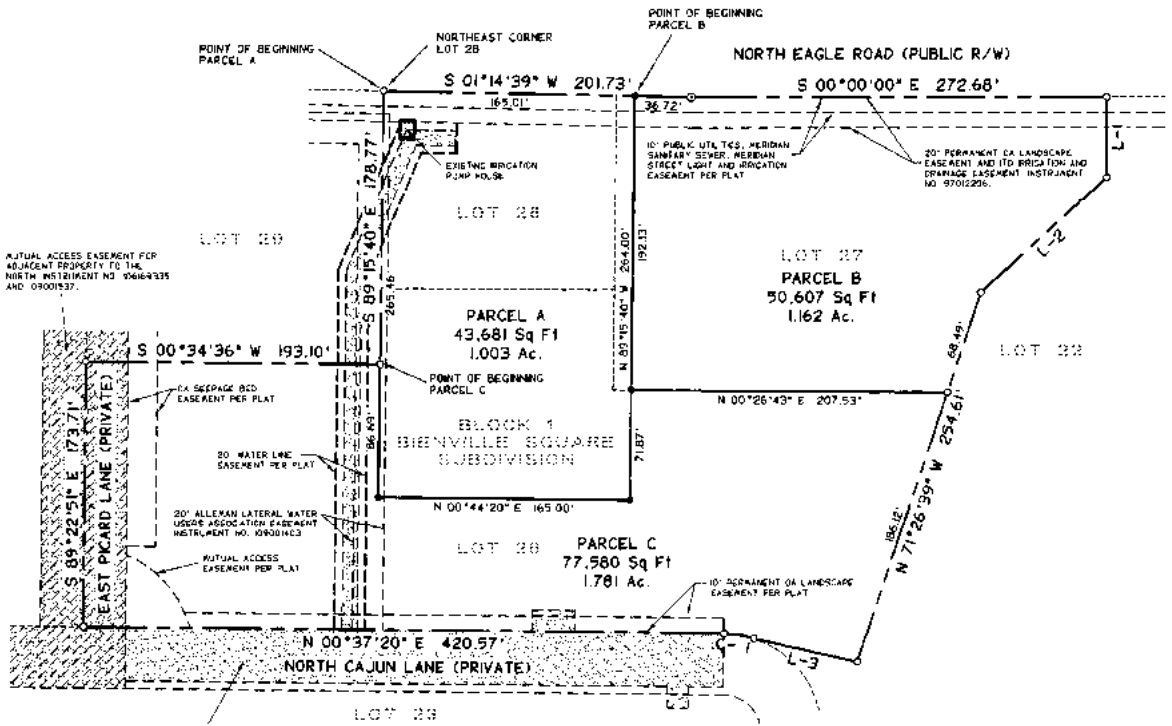 POINT OF BEGINNING
PARCEL B
NORTHEAST CORNER
LOT 28
POINT OF BEGINNING
PARCEL A
NORTH EAGLE ROAD (PUBLIC R/W)
S 01°14'39" W 201.73'
165.01'
36.72'
S 00°00'00" E 272.68'
L-1
10' PUBLIC UTILITIES, MERIDIAN
SANITARY SEWER, MERIDIAN
STREET LIGHT AND IRRIGATION
EASEMENT PER PLAT
20' PERMANENT CA LANDSCAPE
EASEMENT AND ITD IRRIGATION AND
DRAINAGE EASEMENT INSTRUMENT
NO.
EXISTING IRRIGATION
PUMP HOUSE
S 89°15'40" E 178.77'
265.46
LOT 28
LOT 29
L-2
LOT 27
PARCEL B
50,607 Sq Ft
1.162 Ac.
N 89°15'40" W 264.00'
192.13'
MUTUAL ACCESS EASEMENT FOR
ADJACENT PROPERTY TO THE
NORTH INSTRUMENT NO.
AND
PARCEL A
43,681 Sq Ft
1.003 Ac.
68.49'
LOT 22
S 00°34'36" W 193.10'
POINT OF BEGINNING
PARCEL C
CA SEEPAGE BED
EASEMENT PER PLAT
N 00°26'43" E 207.53'
S 89°22'51" E 173.71'
EAST PICARD LANE (PRIVATE)
86.69'
71.87'
BLOCK 1
BIENVILLE SQUARE
SUBDIVISION
20' WATER LINE
EASEMENT PER PLAT
N 71°26'39" W 254.61'
186.12'
N 00°44'20" E 165.00'
20' ALLEMAN LATERAL WATER
USERS ASSOCATION EASEMENT
INSTRUMENT NO.
PARCEL C
77,580 Sq Ft
1.781 Ac.
MUTUAL ACCESS
EASEMENT PER PLAT
10' PERMANENT CA LANDSCAPE
EASEMENT PER PLAT
N 00°37'20" E 420.57'
C-1
L-3
NORTH CAJUN LANE (PRIVATE)